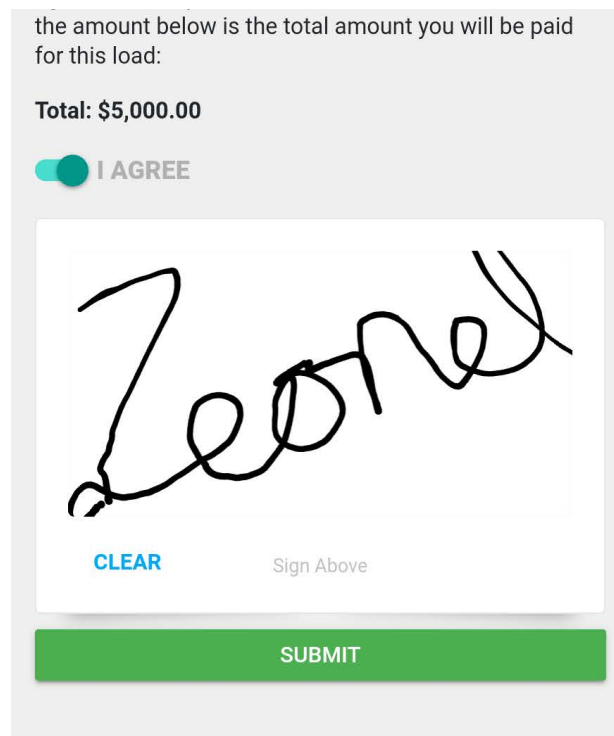 the amount below is the total amount you will be paid
for this load:
Total: $5,000.00
I AGREE
Leonel
CLEAR
Sign Above
SUBMIT